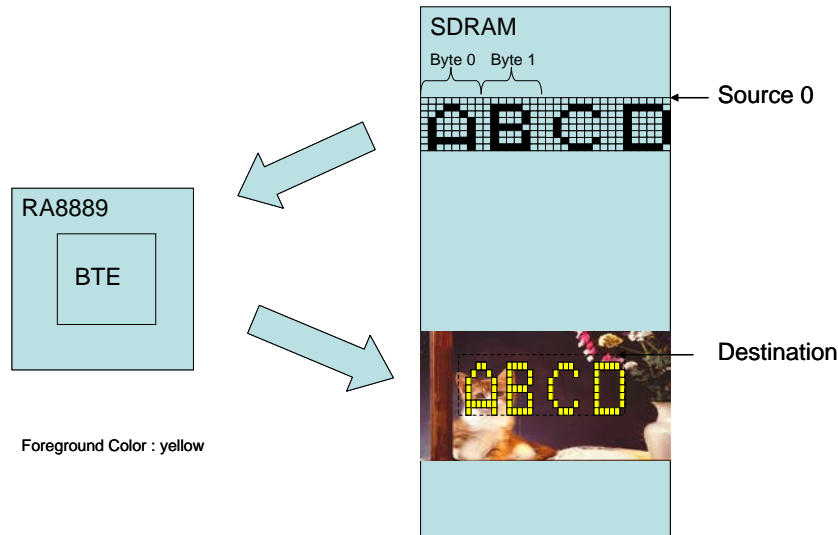 SDRAM
Byte 0 Byte 1
Source 0
ABCD
RA8889
BTE
Destination
ABCD
Foreground Color : yellow